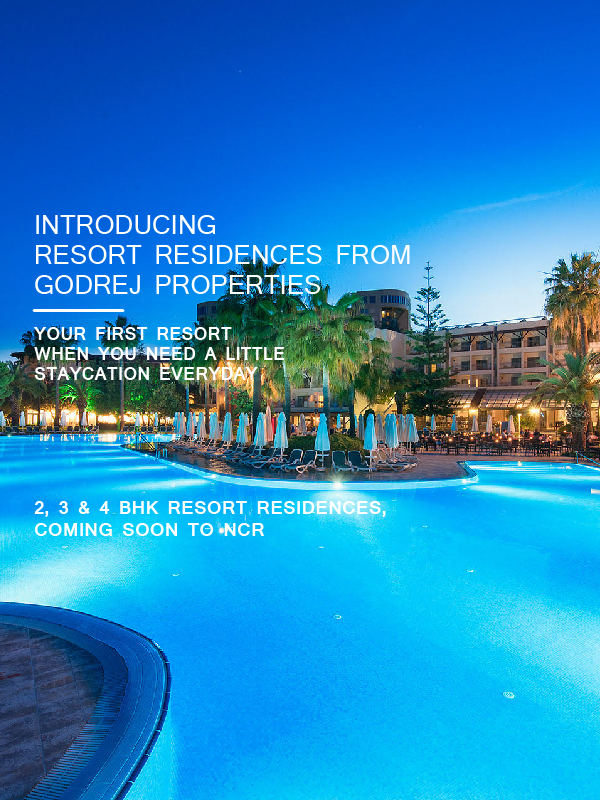 INTRODUCING
RESORT RESIDENCES FROM
GODREJ PROPERTIES
YOUR FIRST RESORT
WHEN YOU NEED A LITTLE
STAYCATION EVERYDAY
2, 3 & 4 BHK RESORT RESIDENCES,
COMING SOON TO NCR